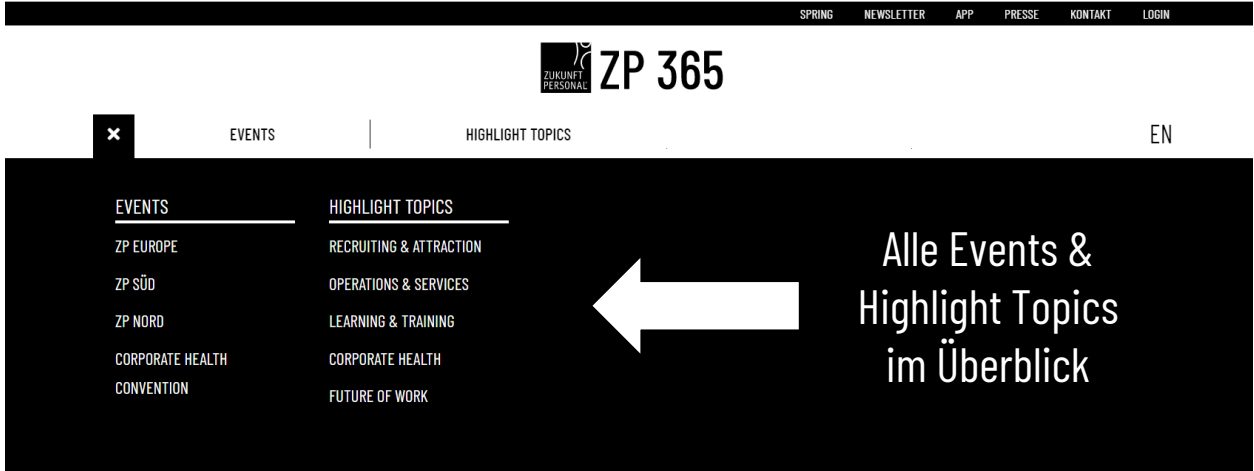 SPRING NEWSLETTER APP PRESSE KONTAKT LOGIN
ZUKUNFT
PERSONAL
ZP 365
EVENTS HIGHLIGHT TOPICS EN
EVENTS
ZP EUROPE
ZP SÜD
ZP NORD
CORPORATE HEALTH
CONVENTION
HIGHLIGHT TOPICS
RECRUITING & ATTRACTION
OPERATIONS & SERVICES
LEARNING & TRAINING
CORPORATE HEALTH
FUTURE OF WORK
Alle Events &
Highlight Topics
im Überblick